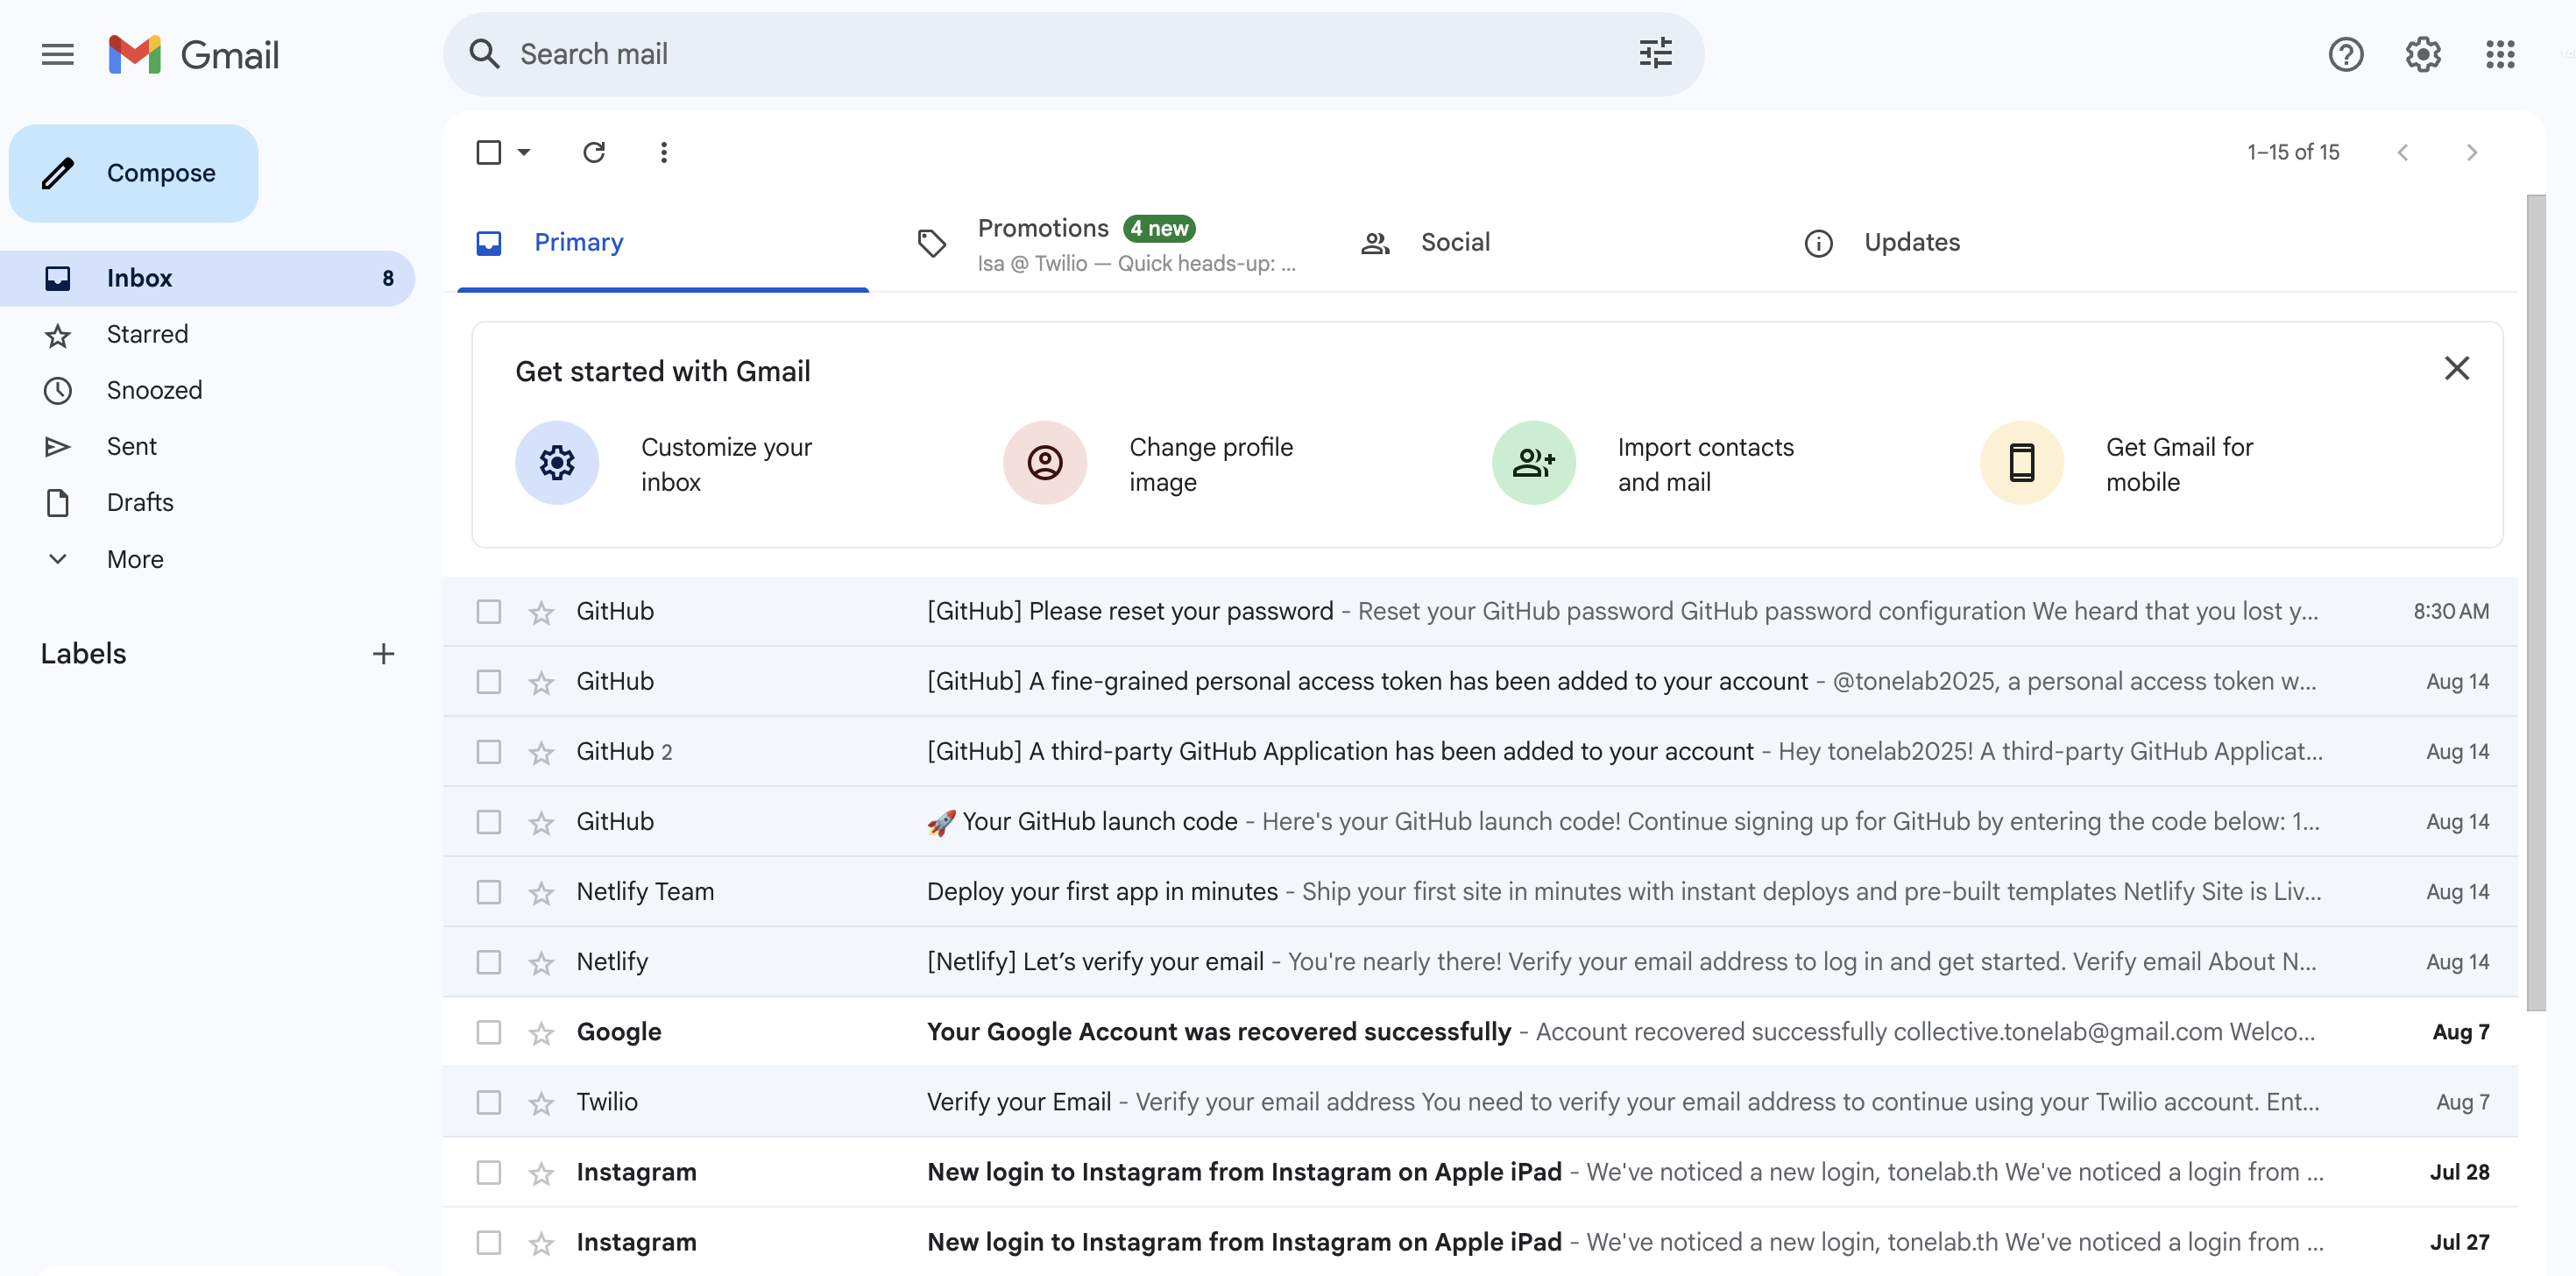 Gmail
Search mail
Compose
1–15 of 15
Inbox 8
Starred
Snoozed
Sent
Drafts
More
Labels
Primary
Promotions 4 new
Isa @ Twilio — Quick heads-up: ...
Social
Updates
Get started with Gmail
Customize your
inbox
Change profile
image
Import contacts
and mail
Get Gmail for
mobile
GitHub [GitHub] Please reset your password - Reset your GitHub password GitHub password configuration We heard that you lost y... 8:30 AM
GitHub [GitHub] A fine-grained personal access token has been added to your account - @tonelab2025, a personal access token w... Aug 14
GitHub 2 [GitHub] A third-party GitHub Application has been added to your account - Hey tonelab2025! A third-party GitHub Applicat... Aug 14
GitHub 🚀 Your GitHub launch code - Here's your GitHub launch code! Continue signing up for GitHub by entering the code below: 1... Aug 14
Netlify Team Deploy your first app in minutes - Ship your first site in minutes with instant deploys and pre-built templates Netlify Site is Liv... Aug 14
Netlify [Netlify] Let’s verify your email - You're nearly there! Verify your email address to log in and get started. Verify email About N... Aug 14
Google Your Google Account was recovered successfully - Account recovered successfully collective.tonelab@gmail.com Welco... Aug 7
Twilio Verify your Email - Verify your email address You need to verify your email address to continue using your Twilio account. Ent... Aug 7
Instagram New login to Instagram from Instagram on Apple iPad - We've noticed a new login, tonelab.th We've noticed a login from ... Jul 28
Instagram New login to Instagram from Instagram on Apple iPad - We've noticed a new login, tonelab.th We've noticed a login from ... Jul 27